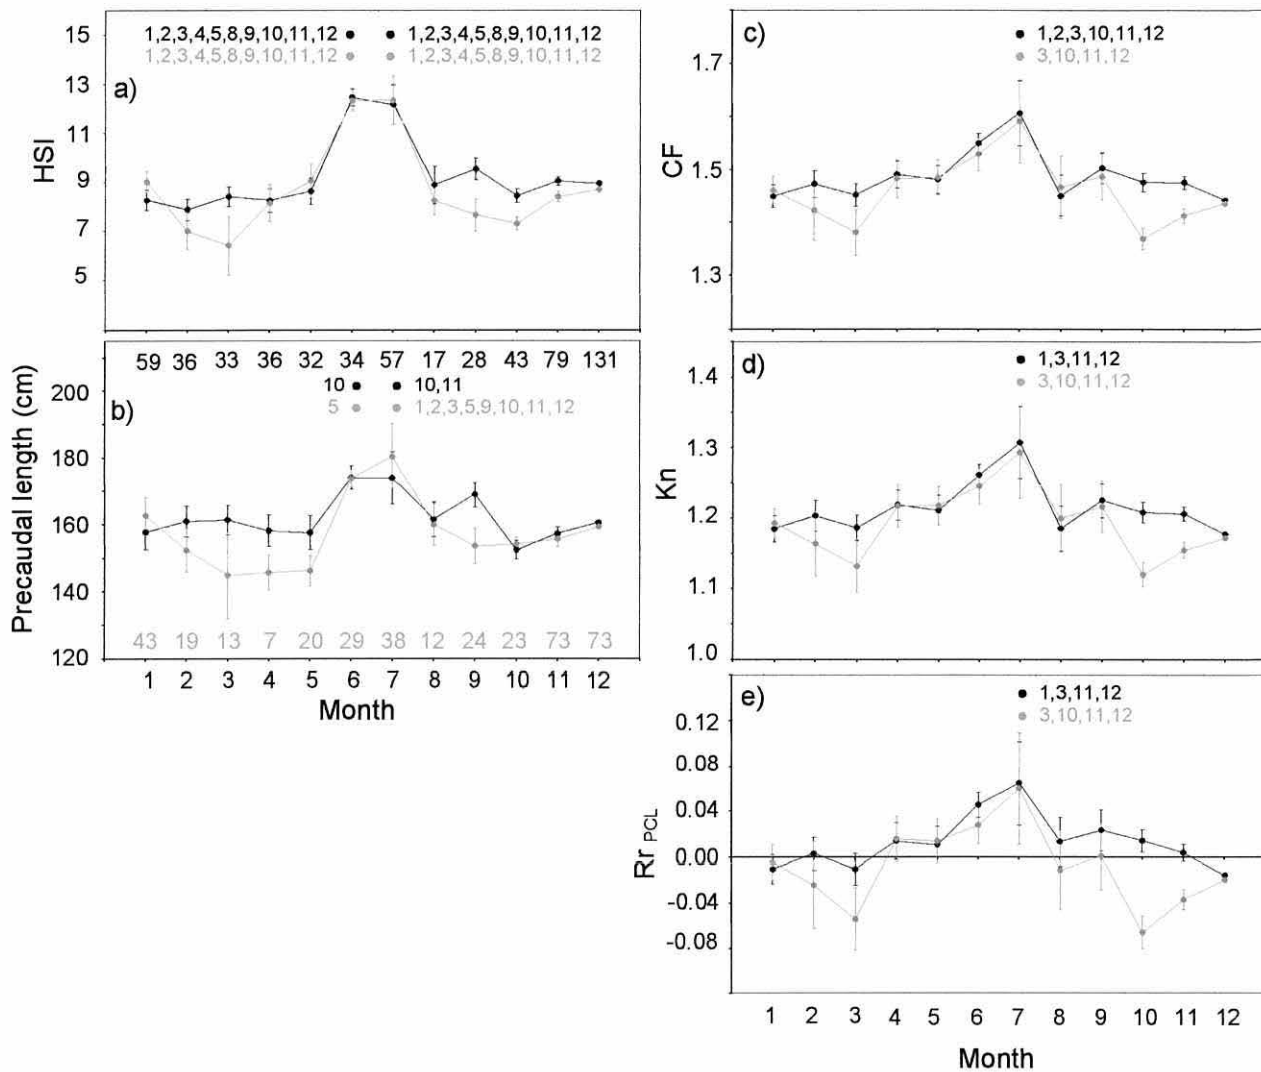 a)
HSI
15
13
11
9
7
5
1,2,3,4,5,8,9,10,11,12 1,2,3,4,5,8,9,10,11,12
1,2,3,4,5,8,9,10,11,12 1,2,3,4,5,8,9,10,11,12
b)
Precaudal length (cm)
200
180
160
140
120
59 36 33 36 32 34 57 17 28 43 79 131
10 10,11
5 1,2,3,5,9,10,11,12
43 19 13 7 20 29 38 12 24 23 73 73
1 2 3 4 5 6 7 8 9 10 11 12
Month
c)
CF
1.7
1.5
1.3
1,2,3,10,11,12
3,10,11,12
d)
Kn
1.4
1.3
1.2
1.1
1.0
1,3,11,12
3,10,11,12
e)
Rr PCL
0.12
0.08
0.04
0.00
-0.04
-0.08
1,3,11,12
3,10,11,12
1 2 3 4 5 6 7 8 9 10 11 12
Month